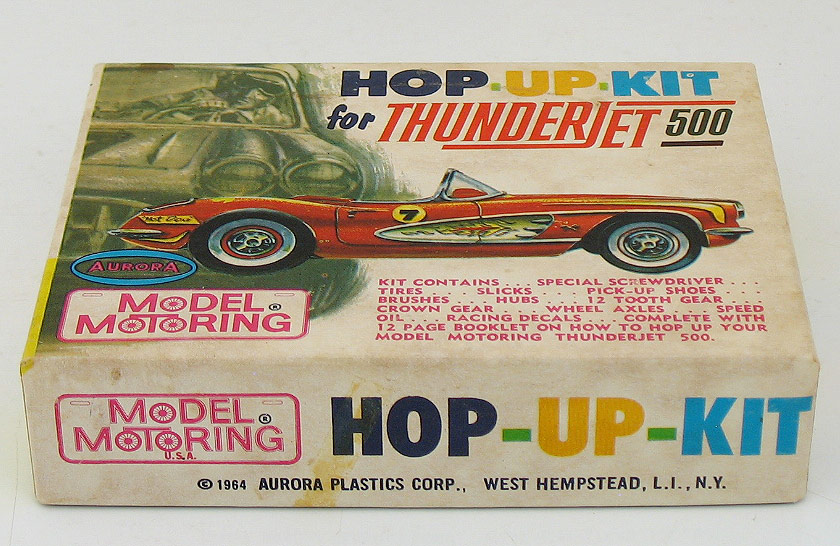 HOP-UP-KIT
for THUNDERJET 500
7
AURORA
MODEL
MOTORING ®
KIT CONTAINS . . . SPECIAL SCREWDRIVER . . .
TIRES . . . SLICKS . . . PICK-UP SHOES . . .
BRUSHES . . . HUBS . . . 12 TOOTH GEAR . . .
CROWN GEAR . . . WHEEL AXLES . . . SPEED
OIL . . . RACING DECALS . . . COMPLETE WITH
12 PAGE BOOKLET ON HOW TO HOP UP YOUR
MODEL MOTORING THUNDERJET 500.
MODEL
MOTORING ®
U.S.A.
HOP-UP-KIT
© 1964 AURORA PLASTICS CORP., WEST HEMPSTEAD, L.I., N.Y.